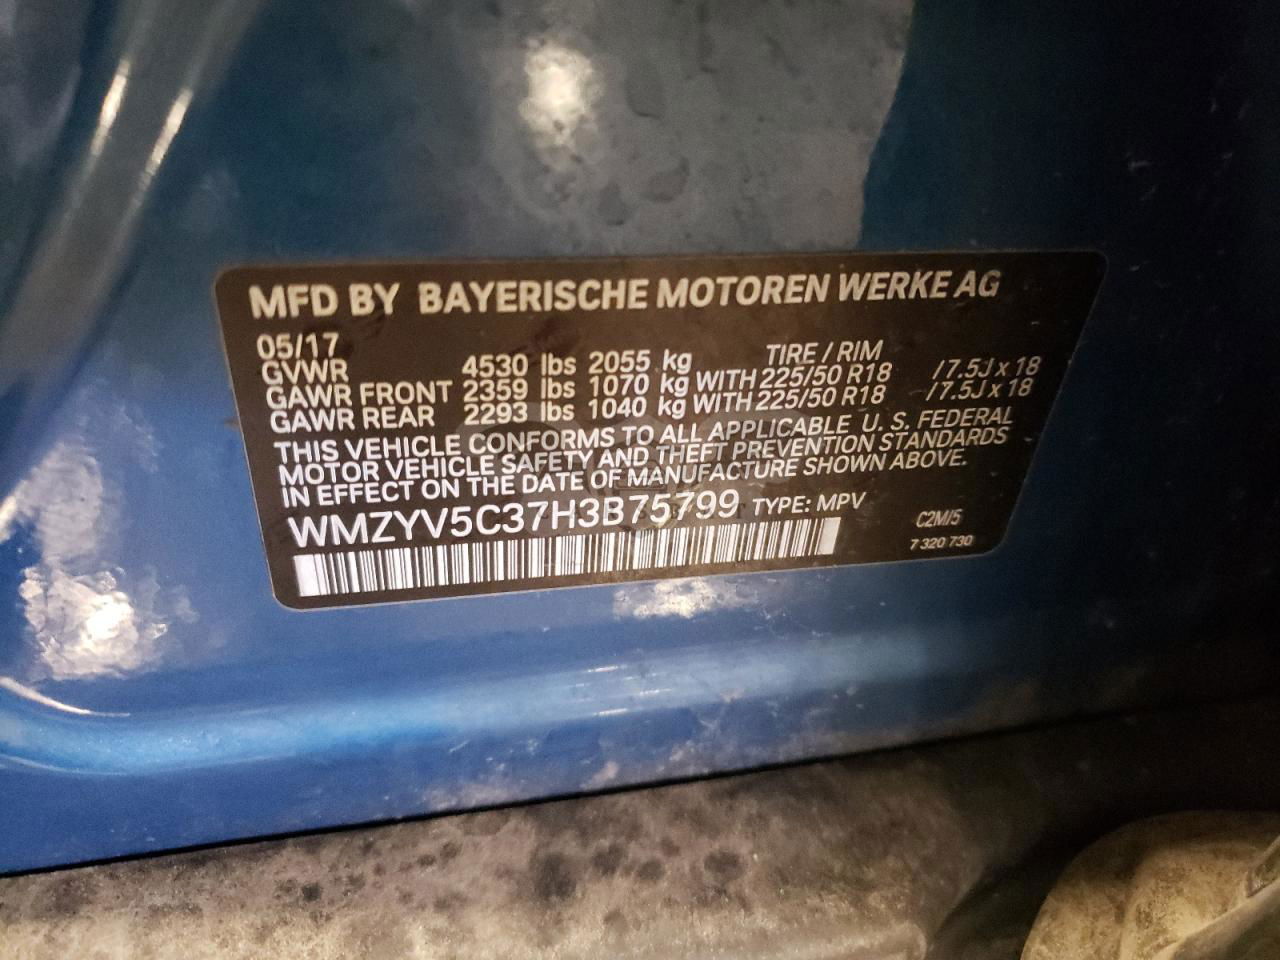 MFD BY BAYERISCHE MOTOREN WERKE AG
05/17 TIRE / RIM
GVWR 4530 lbs 2055 kg
GAWR FRONT 2359 lbs 1070 kg WITH 225/50 R18 /7.5J x 18
GAWR REAR 2293 lbs 1040 kg WITH 225/50 R18 /7.5J x 18
THIS VEHICLE CONFORMS TO ALL APPLICABLE U. S. FEDERAL
MOTOR VEHICLE SAFETY AND THEFT PREVENTION STANDARDS
IN EFFECT ON THE DATE OF MANUFACTURE SHOWN ABOVE.
WMZYV5C37H3B75799 TYPE: MPV
C2M/5
7 320 730